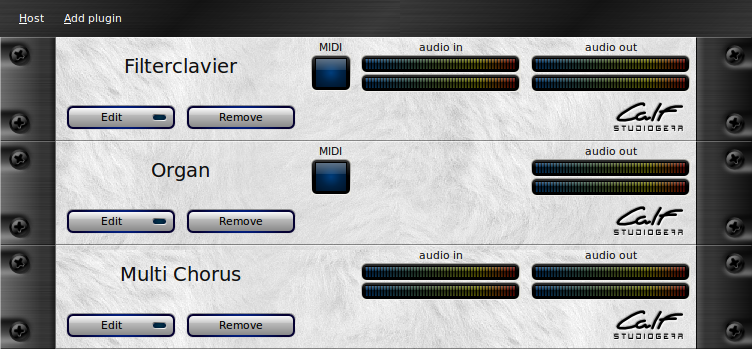 Host Add plugin
Filterclavier MIDI audio in audio out
Edit Remove Calf
STUDIOGEAR
Organ MIDI audio out
Edit Remove Calf
STUDIOGEAR
Multi Chorus audio in audio out
Edit Remove Calf
STUDIOGEAR